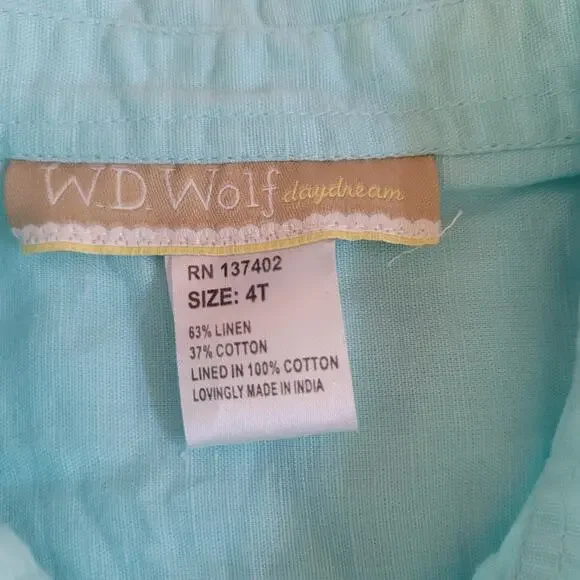 W.D. Wolf daydream
RN 137402
SIZE: 4T
63% LINEN
37% COTTON
LINED IN 100% COTTON
LOVINGLY MADE IN INDIA